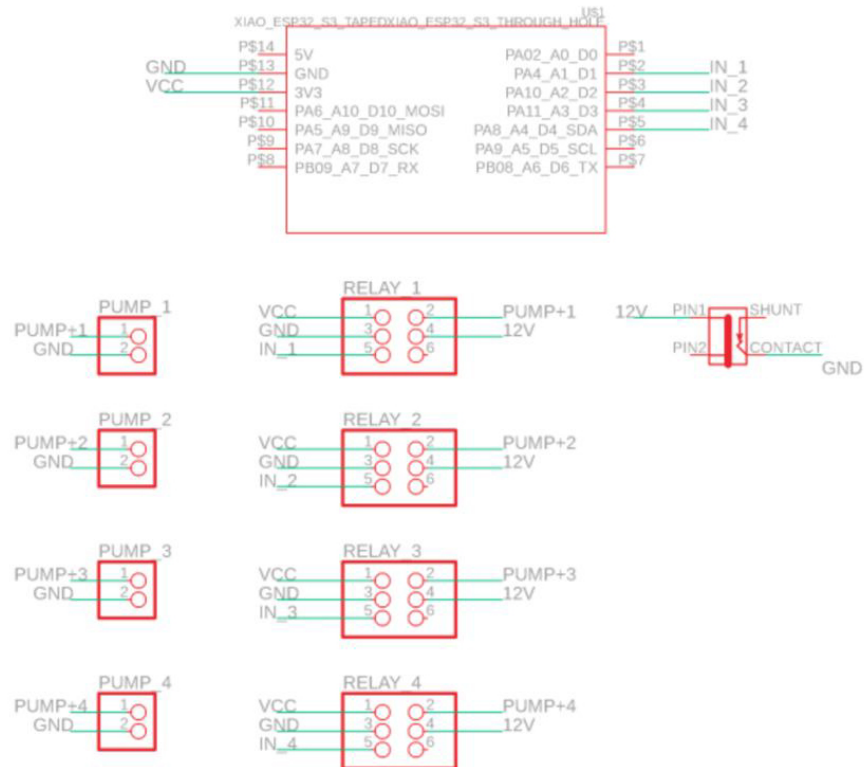 U$1
XIAO_ESP32_S3_TAPEDXIAO_ESP32_S3_THROUGH_HOLE
P$14 5V PA02_A0_D0 P$1
GND P$13 GND PA4_A1_D1 P$2 IN_1
VCC P$12 3V3 PA10_A2_D2 P$3 IN_2
P$11 PA6_A10_D10_MOSI PA11_A3_D3 P$4 IN_3
P$10 PA5_A9_D9_MISO PA8_A4_D4_SDA P$5 IN_4
P$9 PA7_A8_D8_SCK PA9_A5_D5_SCL P$6
P$8 PB09_A7_D7_RX PB08_A6_D6_TX P$7
PUMP_1
PUMP+1 1
GND 2
RELAY_1
VCC 1 2 PUMP+1
GND 3 4 12V
IN_1 5 6
12V PIN1 SHUNT
PIN2 CONTACT
GND
PUMP_2
PUMP+2 1
GND 2
RELAY_2
VCC 1 2 PUMP+2
GND 3 4 12V
IN_2 5 6
PUMP_3
PUMP+3 1
GND 2
RELAY_3
VCC 1 2 PUMP+3
GND 3 4 12V
IN_3 5 6
PUMP_4
PUMP+4 1
GND 2
RELAY_4
VCC 1 2 PUMP+4
GND 3 4 12V
IN_4 5 6